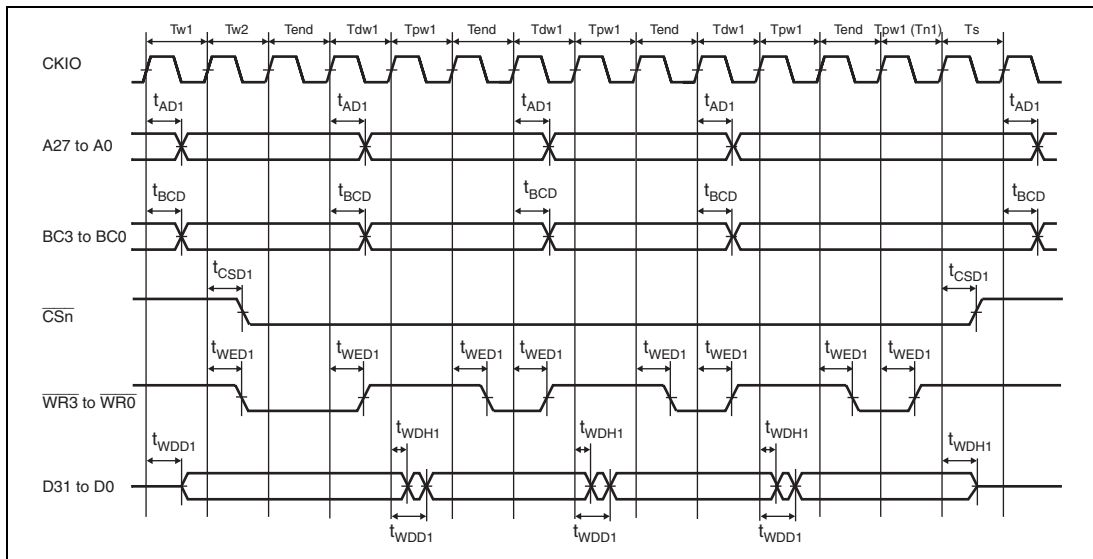 Tw1 Tw2 Tend Tdw1 Tpw1 Tend Tdw1 Tpw1 Tend Tdw1 Tpw1 Tend Tpw1 (Tn1) Ts
CKIO
tAD1 tAD1 tAD1 tAD1 tAD1
A27 to A0
tBCD tBCD tBCD tBCD tBCD
BC3 to BC0
tCSD1 tCSD1
CSn
tWED1 tWED1 tWED1 tWED1 tWED1 tWED1 tWED1 tWED1
WR3 to WR0
tWDD1 tWDH1 tWDH1 tWDH1 tWDH1
D31 to D0
tWDD1 tWDD1 tWDD1